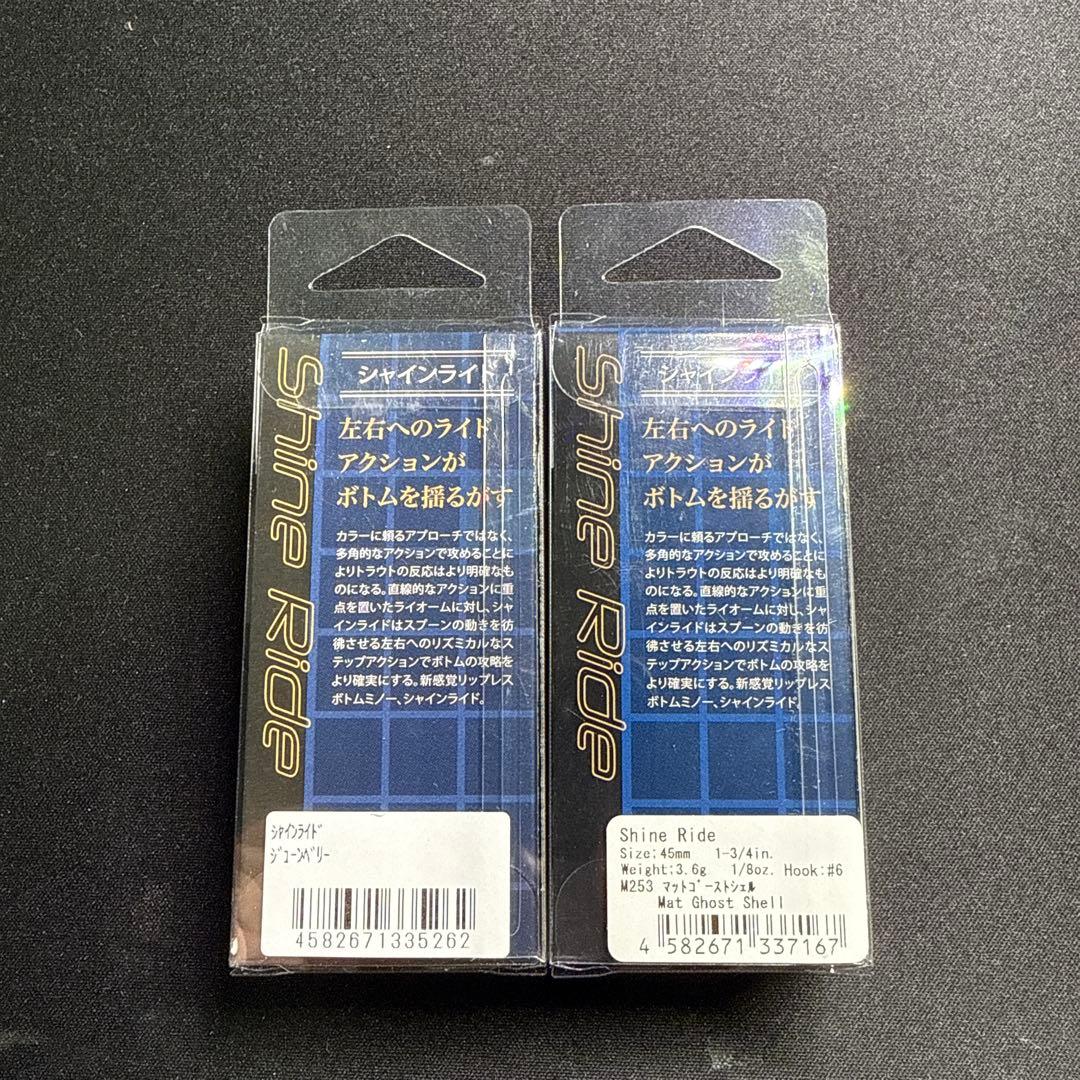 Shine Ride
シャインライド
左右へのライド
アクションが
ボトムを揺るがす
カラーに頼るアプローチではなく、
多角的なアクションで攻めることに
よりトラウトの反応はより明確なも
のになる。直線的なアクションに重
点を置いたライオームに対し、シャ
インライドはスプーンの動きを彷
彿させる左右へのリズミカルなス
テップアクションでボトムの攻略を
より確実にする。新感覚リップレス
ボトムミノー、シャインライド。
ｼｬｲﾝﾗｲﾄﾞ
ｼﾞｭｰﾝﾍﾞﾘｰ
4582671335262
Shine Ride
シャインライド
左右へのライド
アクションが
ボトムを揺るがす
カラーに頼るアプローチではなく、
多角的なアクションで攻めることに
よりトラウトの反応はより明確なも
のになる。直線的なアクションに重
点を置いたライオームに対し、シャ
インライドはスプーンの動きを彷
彿させる左右へのリズミカルなス
テップアクションでボトムの攻略を
より確実にする。新感覚リップレス
ボトムミノー、シャインライド。
Shine Ride
Size:45mm 1-3/4in.
Weight:3.6g 1/8oz. Hook:#6
M253 ﾏｯﾄｺﾞｰｽﾄｼｪﾙ
Mat Ghost Shell
4 582671 337167